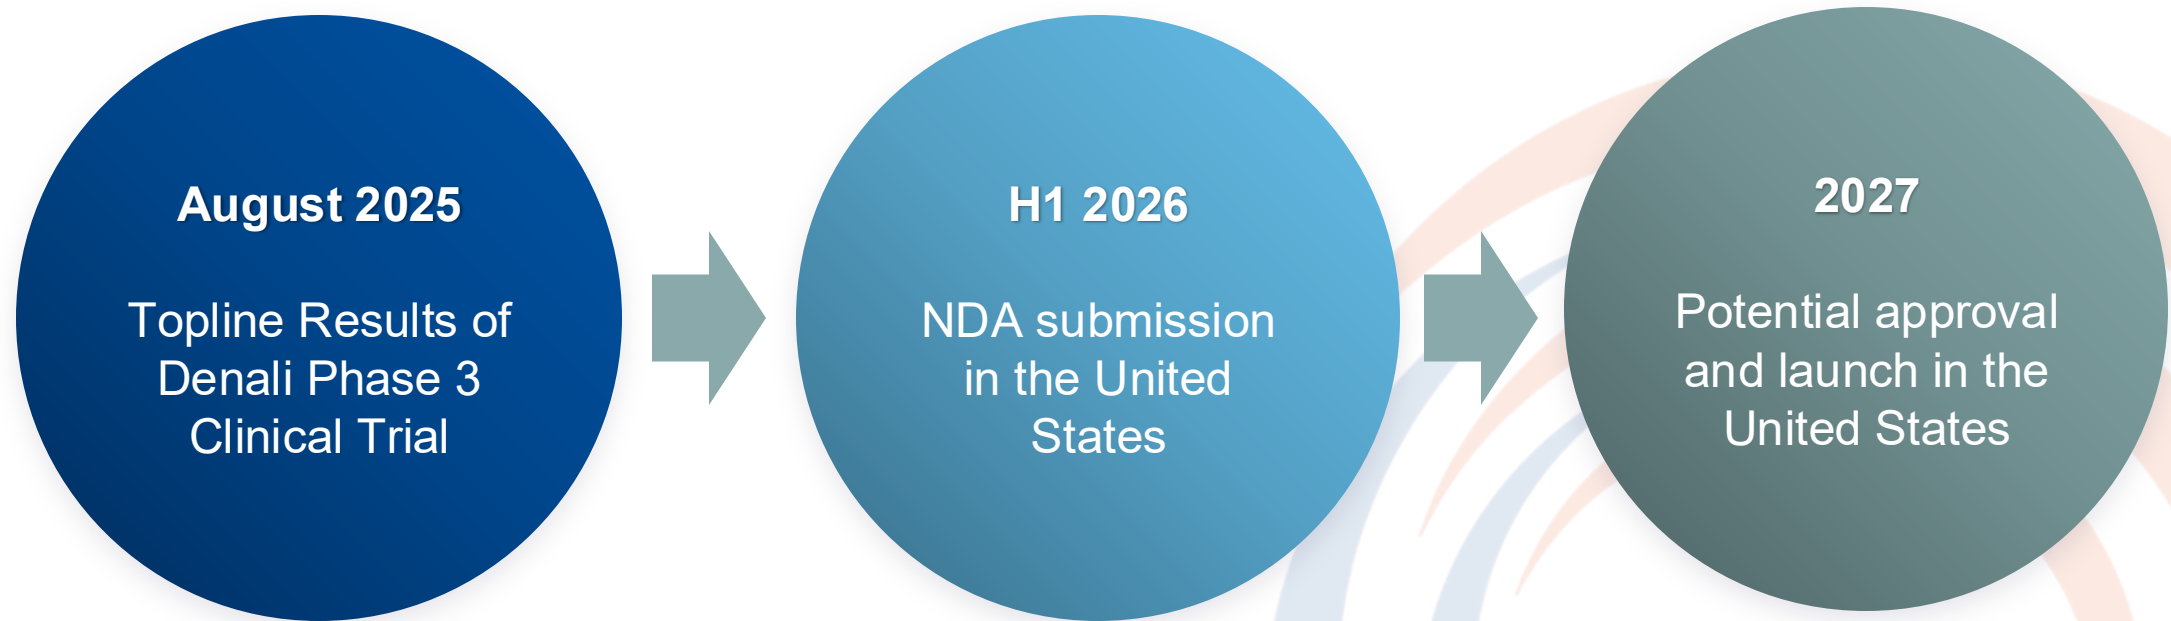 August 2025
Topline Results of
Denali Phase 3
Clinical Trial
H1 2026
NDA submission
in the United
States
2027
Potential approval
and launch in the
United States